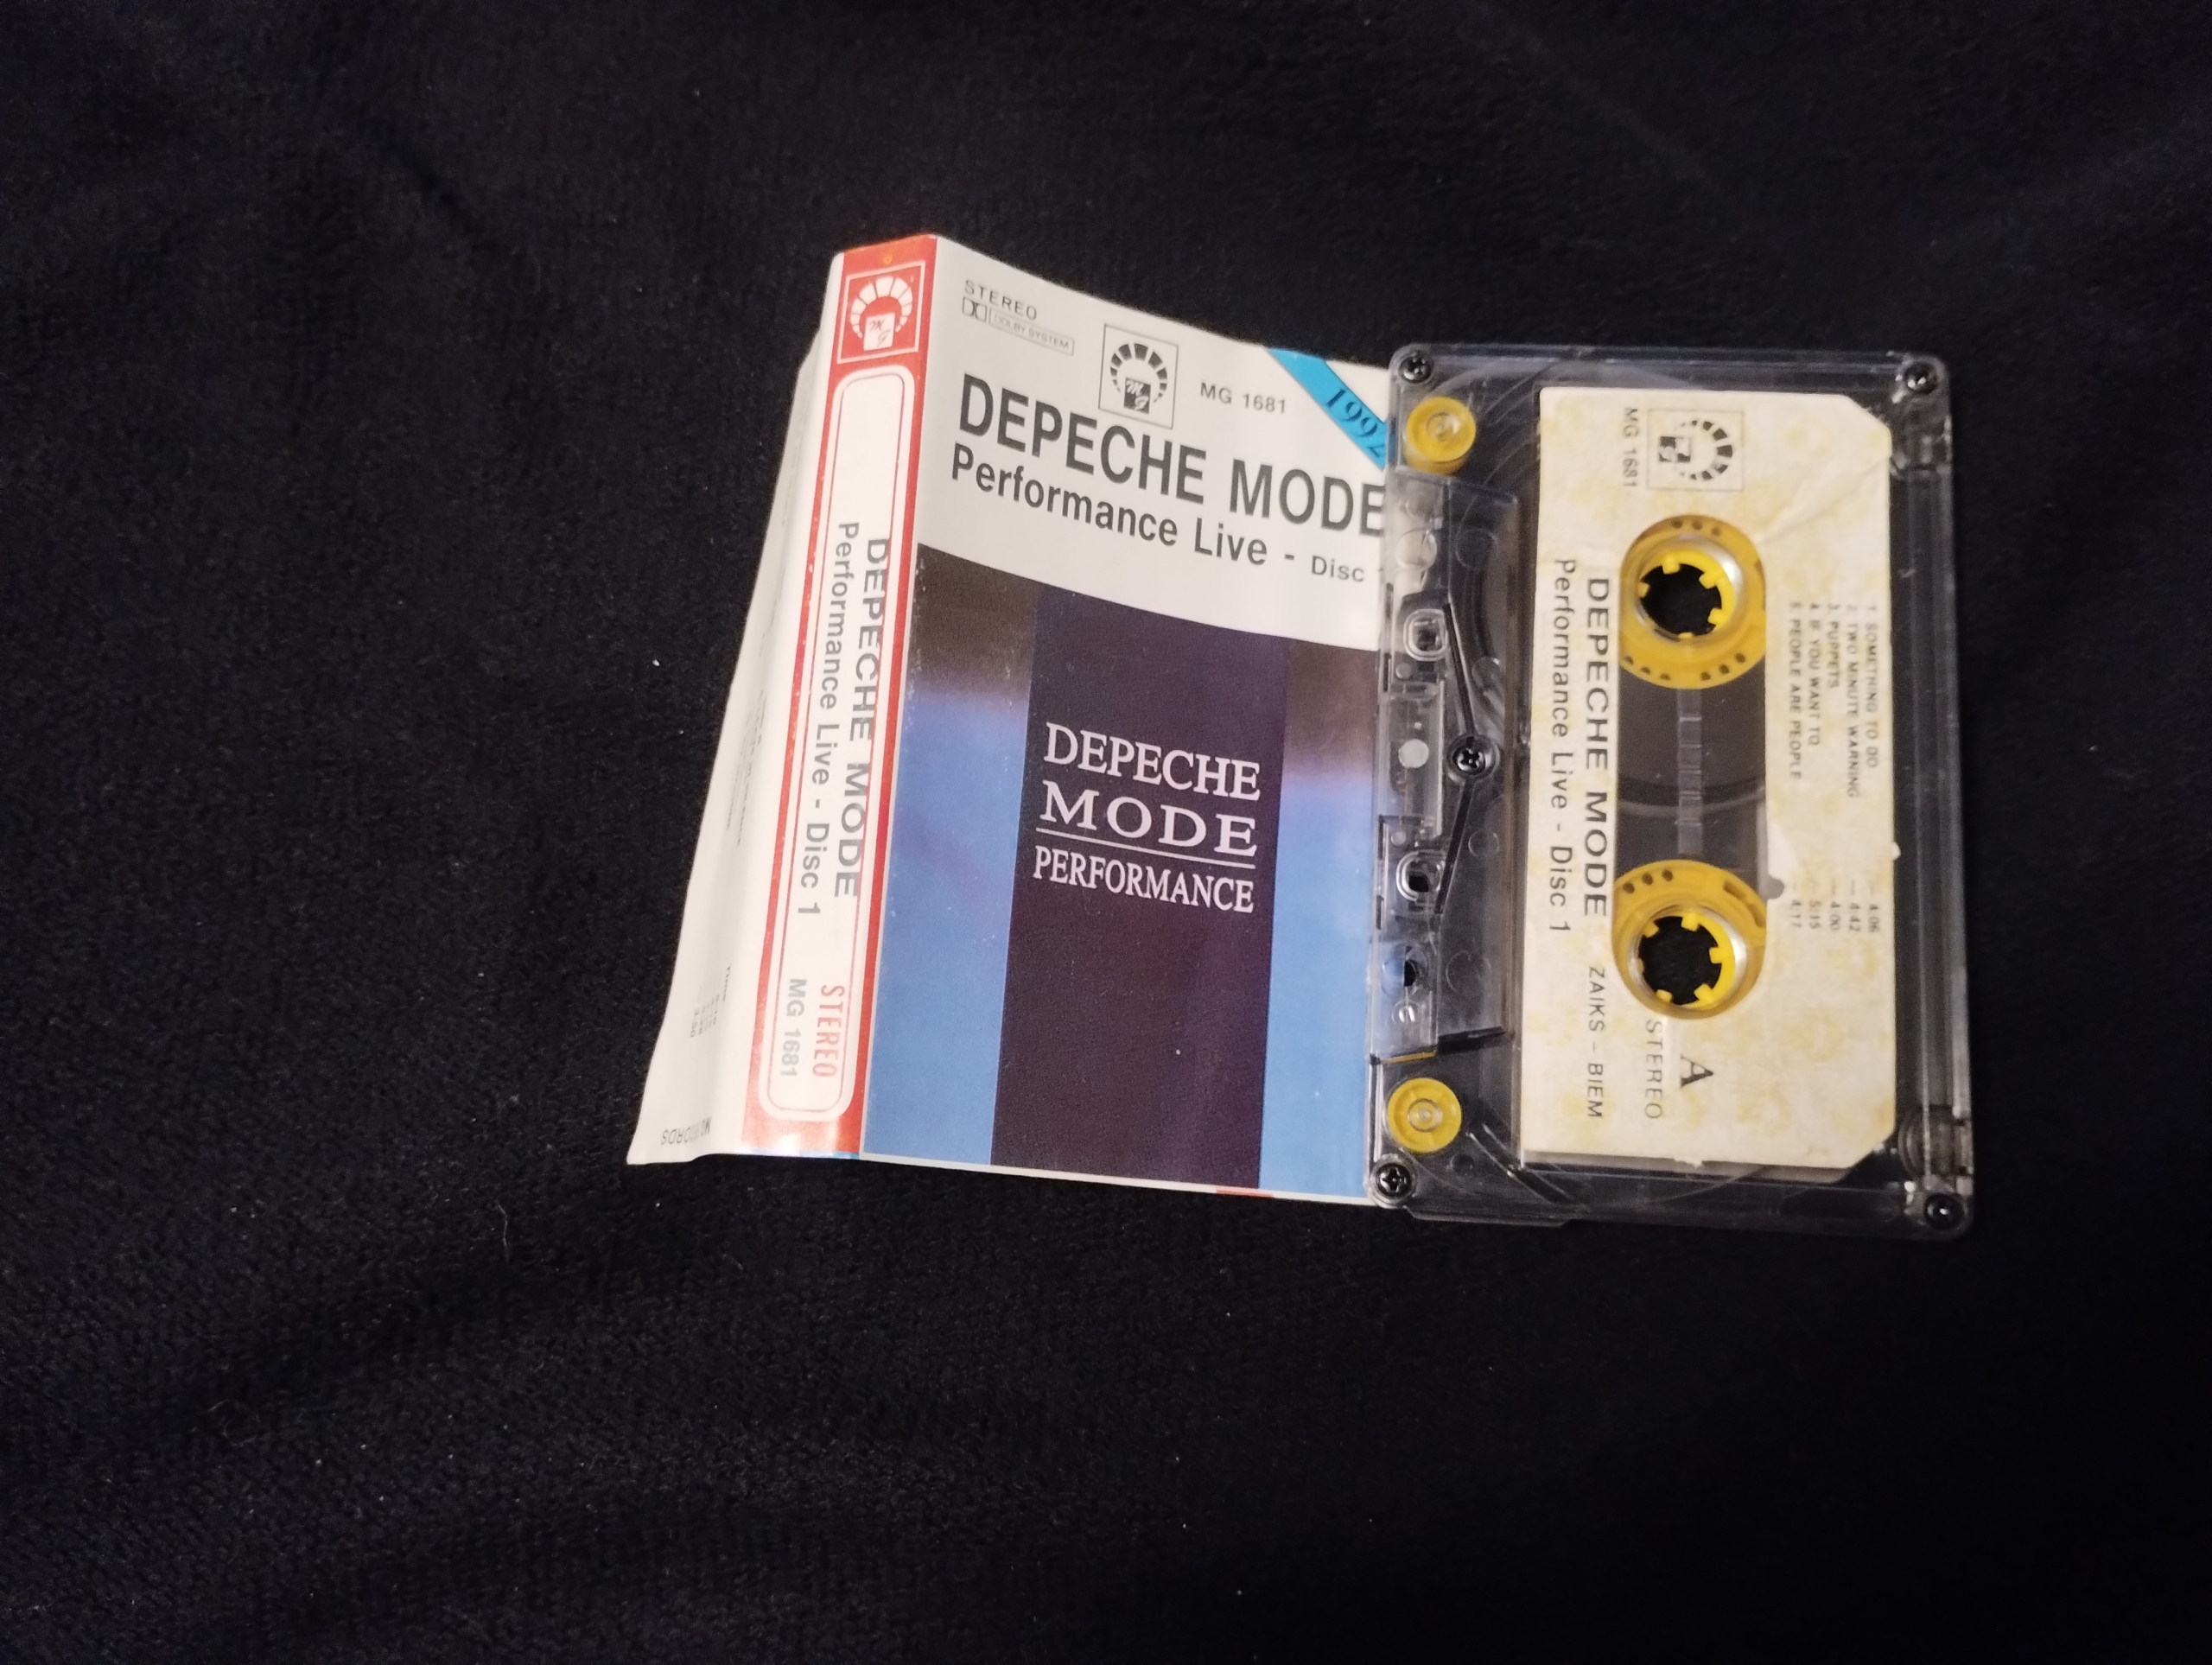 STEREO
DOLBY SYSTEM
MG
MG 1681
1992
DEPECHE MODE
Performance Live - Disc 1
DEPECHE
MODE
PERFORMANCE
MG
DEPECHE MODE
Performance Live - Disc 1
STEREO
MG 1681
Time
MG 1681
1. SOMETHING TO DO — 4:06
2. TWO MINUTE WARNING — 4:42
3. PUPPETS — 4:00
4. IF YOU WANT TO — 5:15
5. PEOPLE ARE PEOPLE — 4:17
A
STEREO
DEPECHE MODE
Performance Live - Disc 1
ZAIKS - BIEM